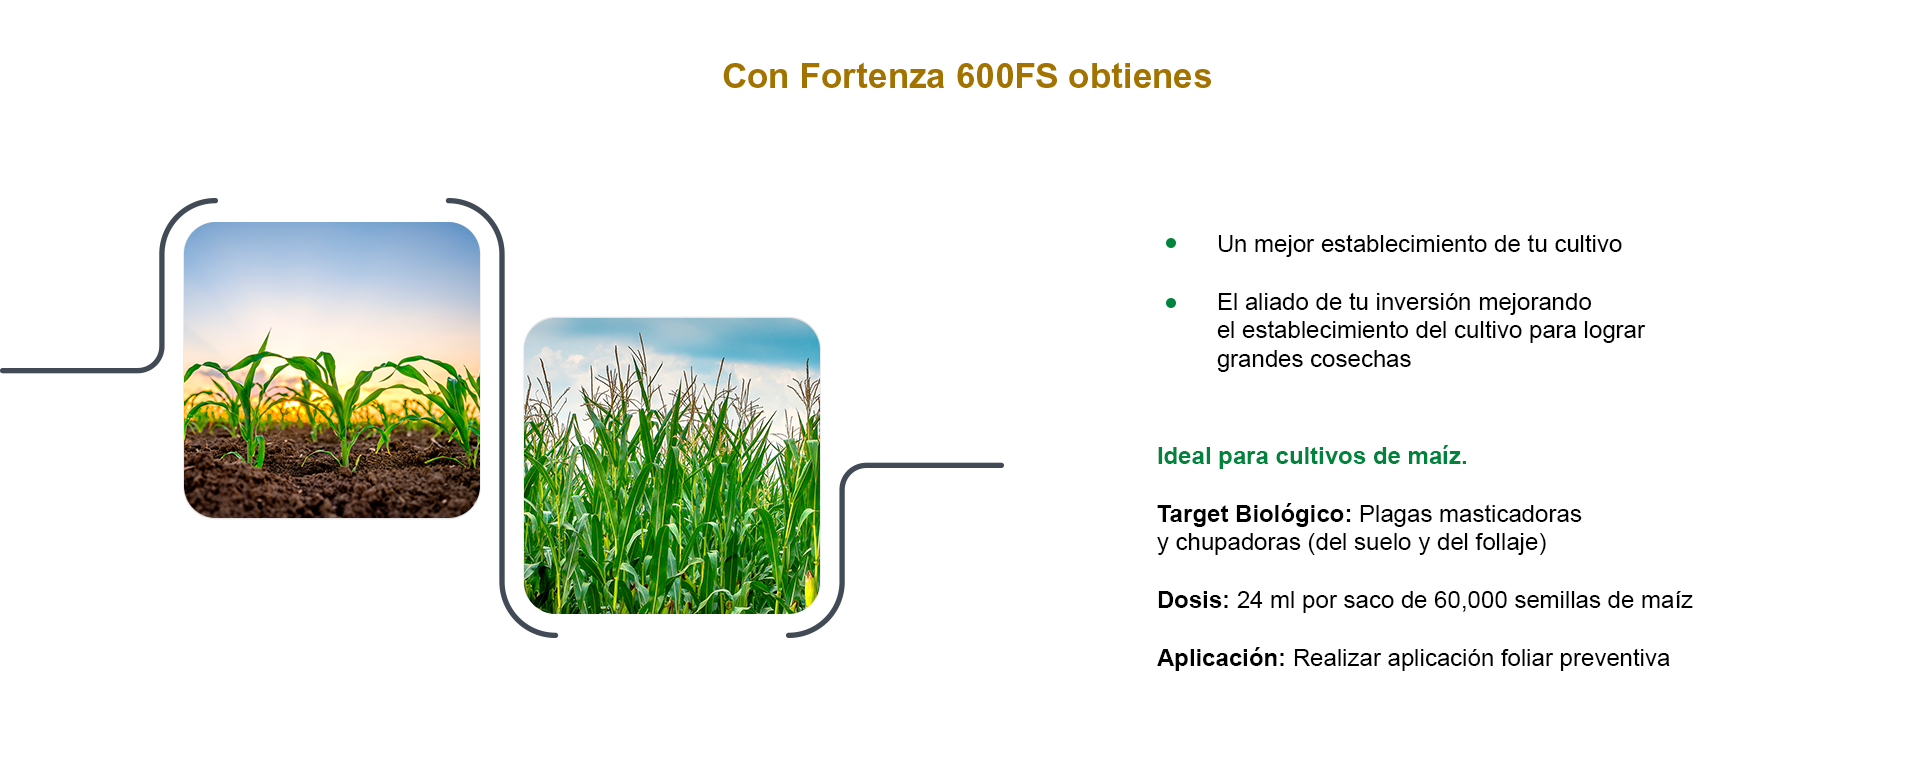 Con Fortenza 600FS obtienes
Un mejor establecimiento de tu cultivo
El aliado de tu inversión mejorando
el establecimiento del cultivo para lograr
grandes cosechas
Ideal para cultivos de maíz.
Target Biológico: Plagas masticadoras
y chupadoras (del suelo y del follaje)
Dosis: 24 ml por saco de 60,000 semillas de maíz
Aplicación: Realizar aplicación foliar preventiva